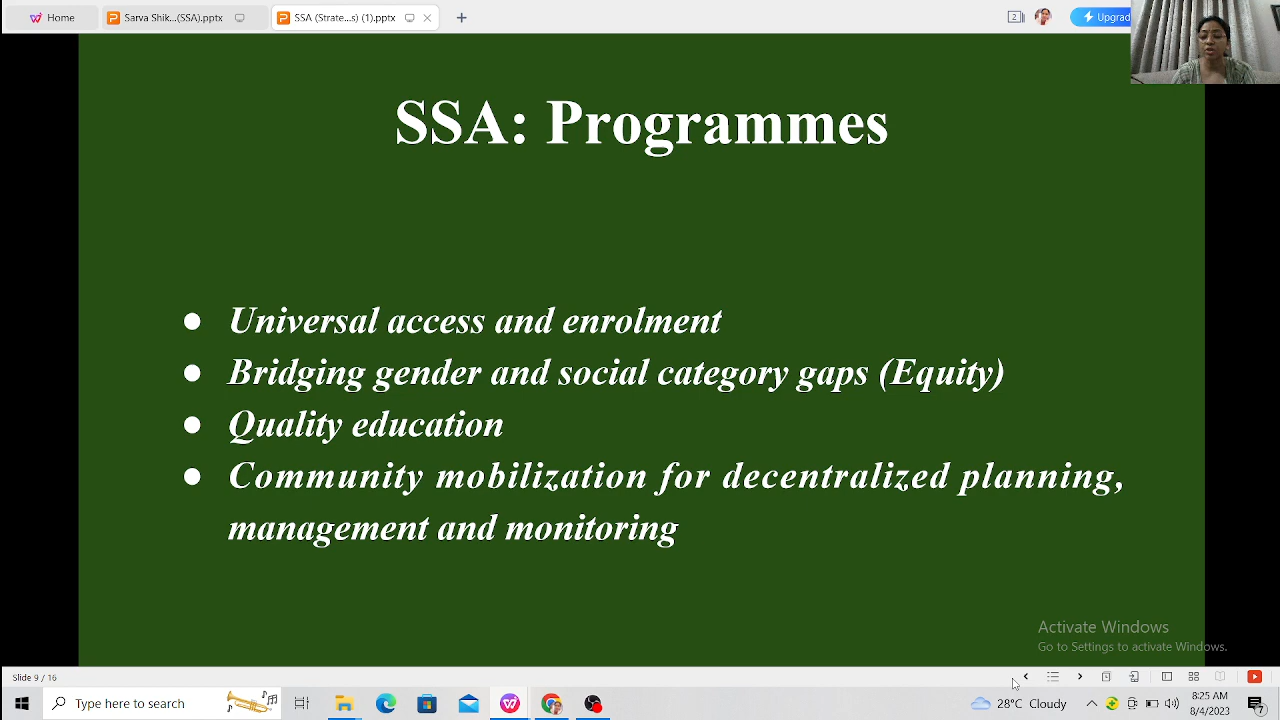 Home
Sarva Shik...(SSA).pptx
SSA (Strate...s) (1).pptx
2
Upgrad
SSA: Programmes
● Universal access and enrolment
● Bridging gender and social category gaps (Equity)
● Quality education
● Community mobilization for decentralized planning,
management and monitoring
Activate Windows
Go to Settings to activate Windows.
Slide 9 / 16
Type here to search
28°C Cloudy
8:25 AM
8/4/2023
7